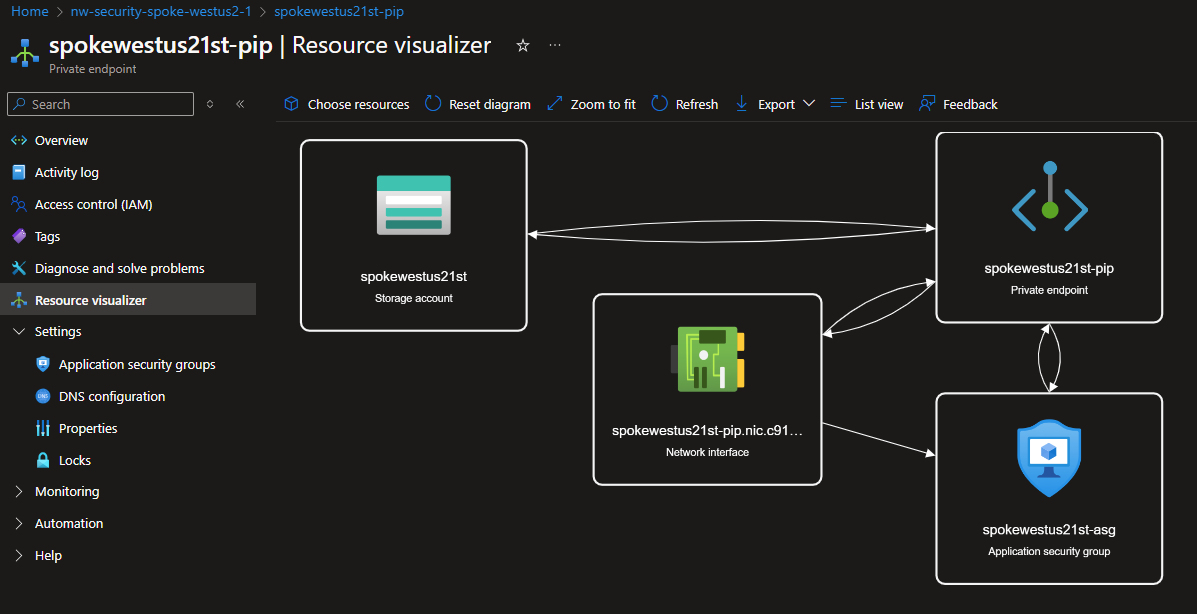 Home > nw-security-spoke-westus2-1 > spokewestus21st-pip
spokewestus21st-pip | Resource visualizer
Private endpoint
Search
Choose resources
Reset diagram
Zoom to fit
Refresh
Export
List view
Feedback
Overview
Activity log
Access control (IAM)
Tags
Diagnose and solve problems
Resource visualizer
Settings
Application security groups
DNS
DNS configuration
Properties
Locks
Monitoring
Automation
Help
spokewestus21st
Storage account
spokewestus21st-pip
Private endpoint
spokewestus21st-pip.nic.c91...
Network interface
spokewestus21st-asg
Application security group